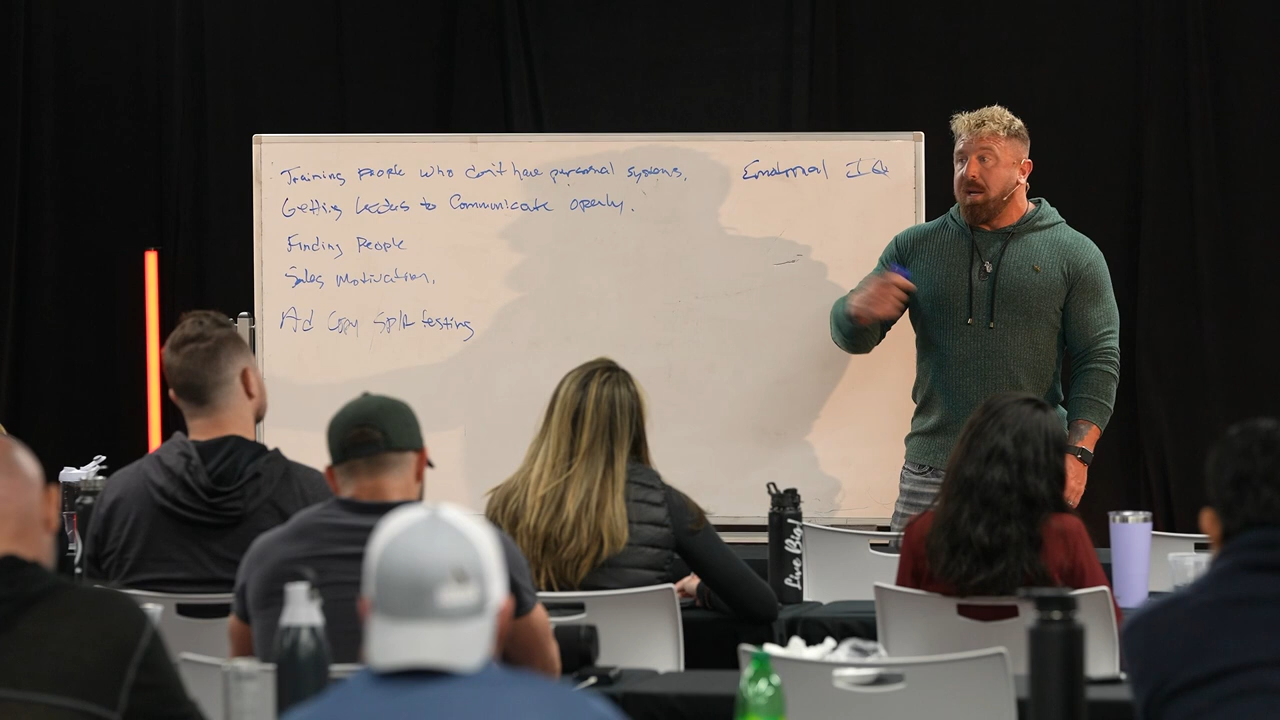 Training People who don't have personal systems.
Emotional IQ
Getting leaders to Communicate openly.
Finding People
Sales Motivation.
Ad Copy Split testing
Live Big!